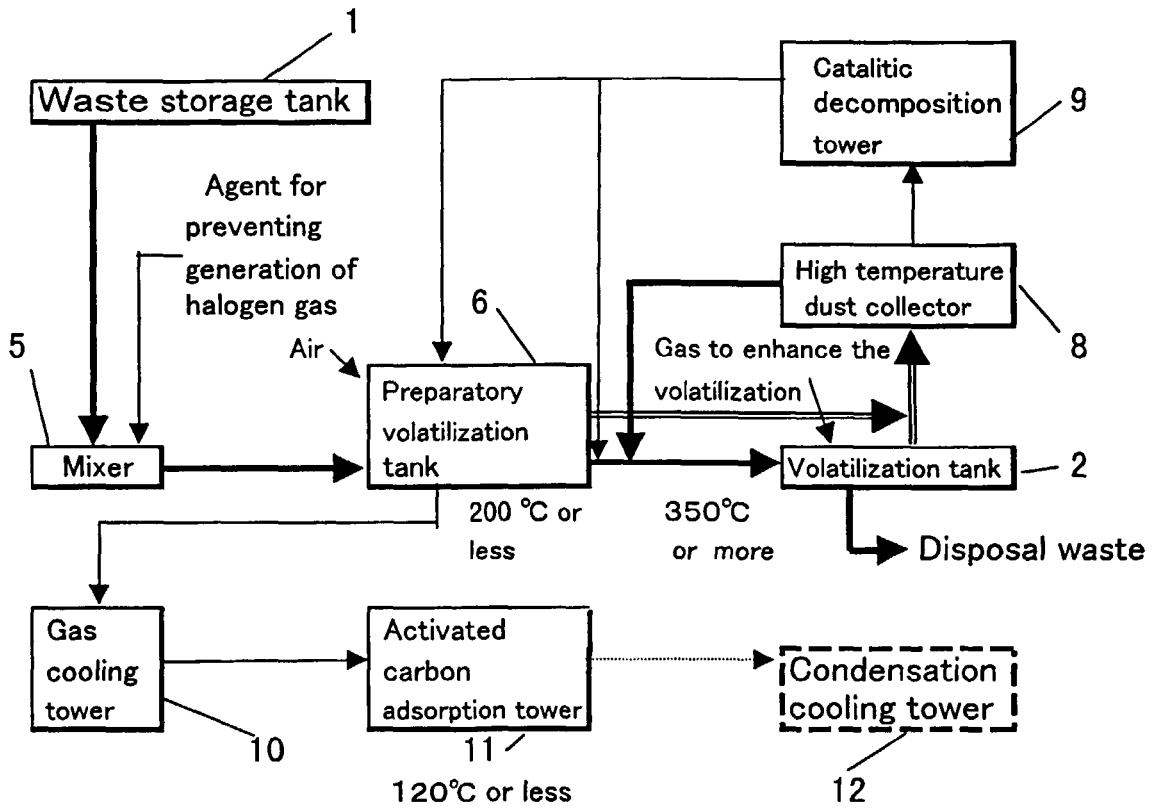 1
Waste storage tank
Catalitic
decomposition
tower
9
Agent for
preventing
generation of
halogen gas
High temperature
dust collector
8
5
6
Air
Gas to enhance the
volatilization
Preparatory
volatilization
tank
Mixer
Volatilization tank
2
200 °C or
less
350°C
or more
Disposal waste
Gas
cooling
tower
10
Activated
carbon
adsorption tower
11
120°C or less
Condensation
cooling tower
12